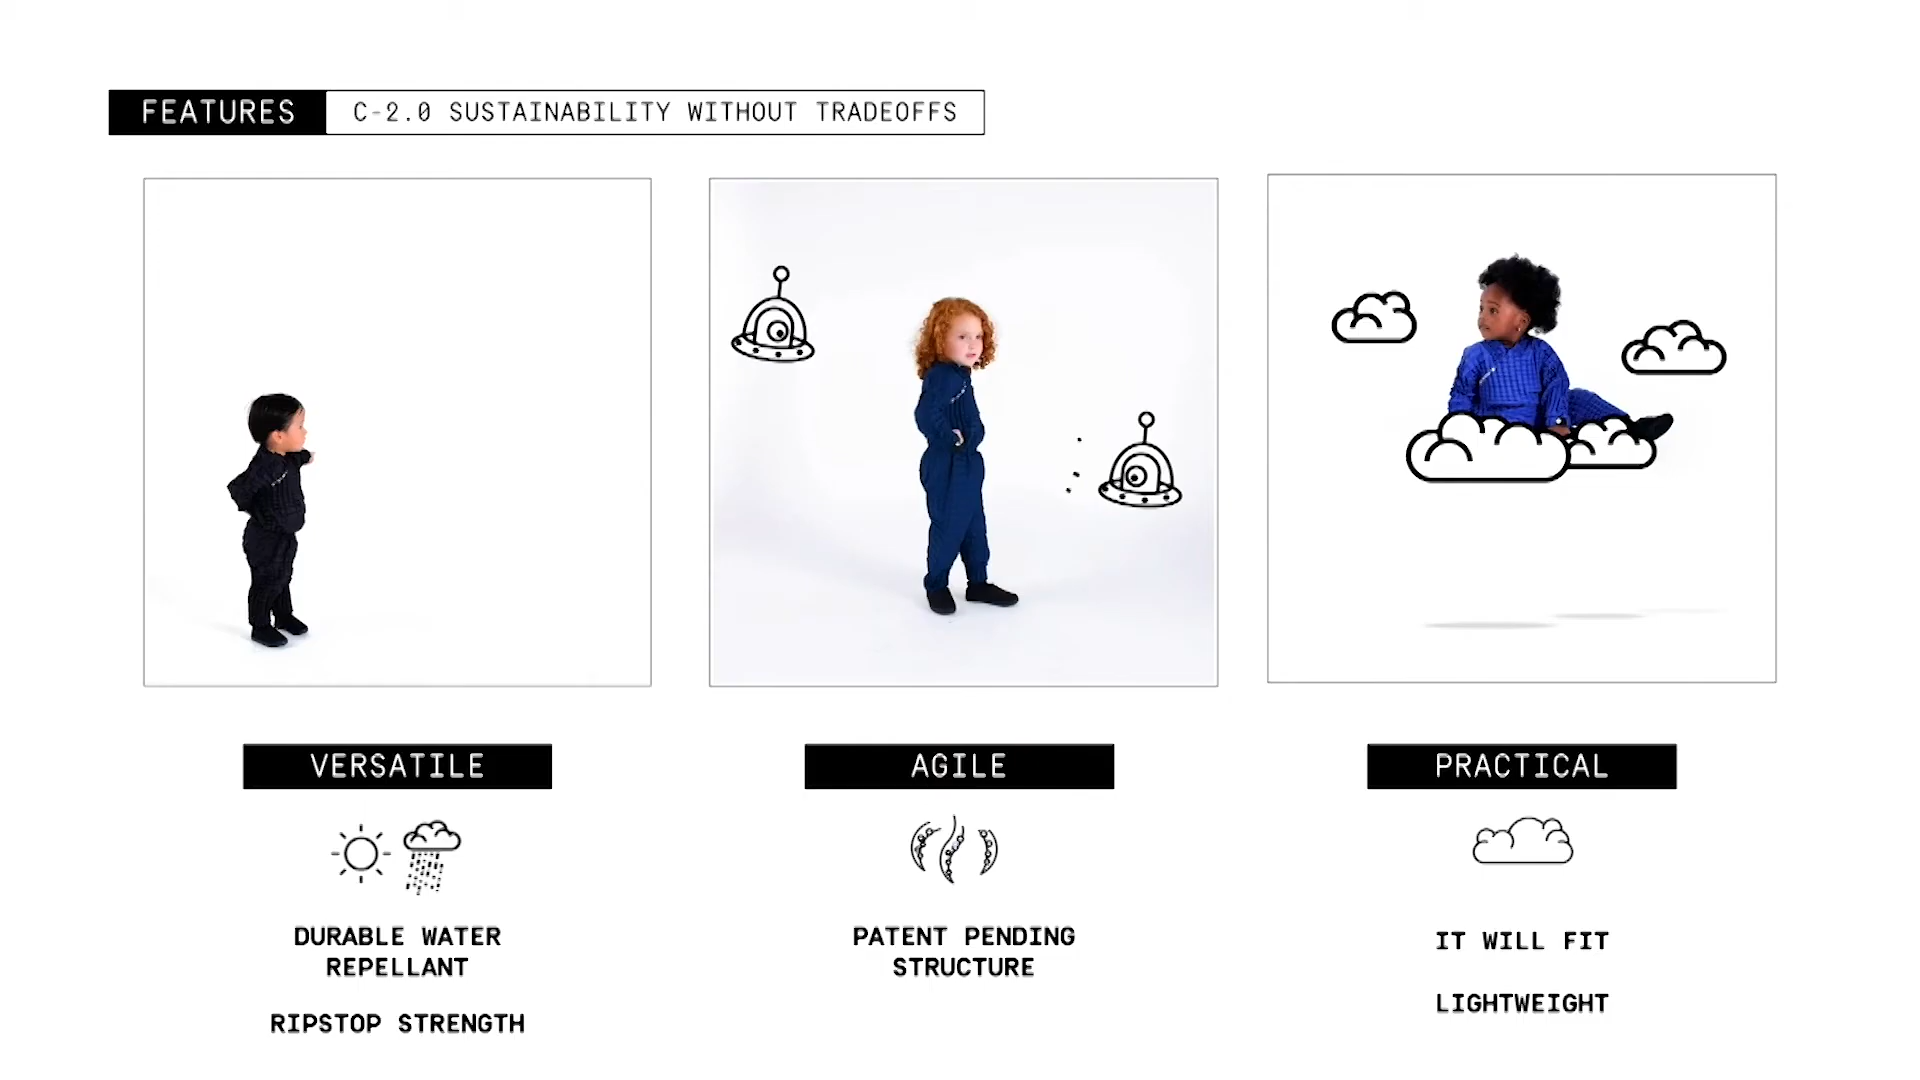 FEATURES
C-2.0 SUSTAINABILITY WITHOUT TRADEOFFS
VERSATILE
DURABLE WATER
REPELLANT
RIPSTOP STRENGTH
AGILE
PATENT PENDING
STRUCTURE
PRACTICAL
IT WILL FIT
LIGHTWEIGHT